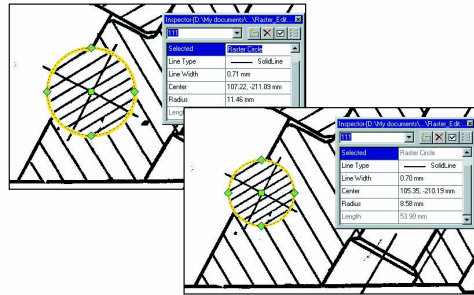 Inspector[D:\My documents\...\Raster_Edit...
111
Selected Raster Circle
Line Type SolidLine
Line Width 0.71 mm
Center 107.22, -211.09 mm
Radius 11.46 mm
Length
Inspector[D:\My documents\...\Raster_Edit...
111
Selected Raster Circle
Line Type SolidLine
Line Width 0.70 mm
Center 105.35, -210.19 mm
Radius 8.58 mm
Length 53.90 mm